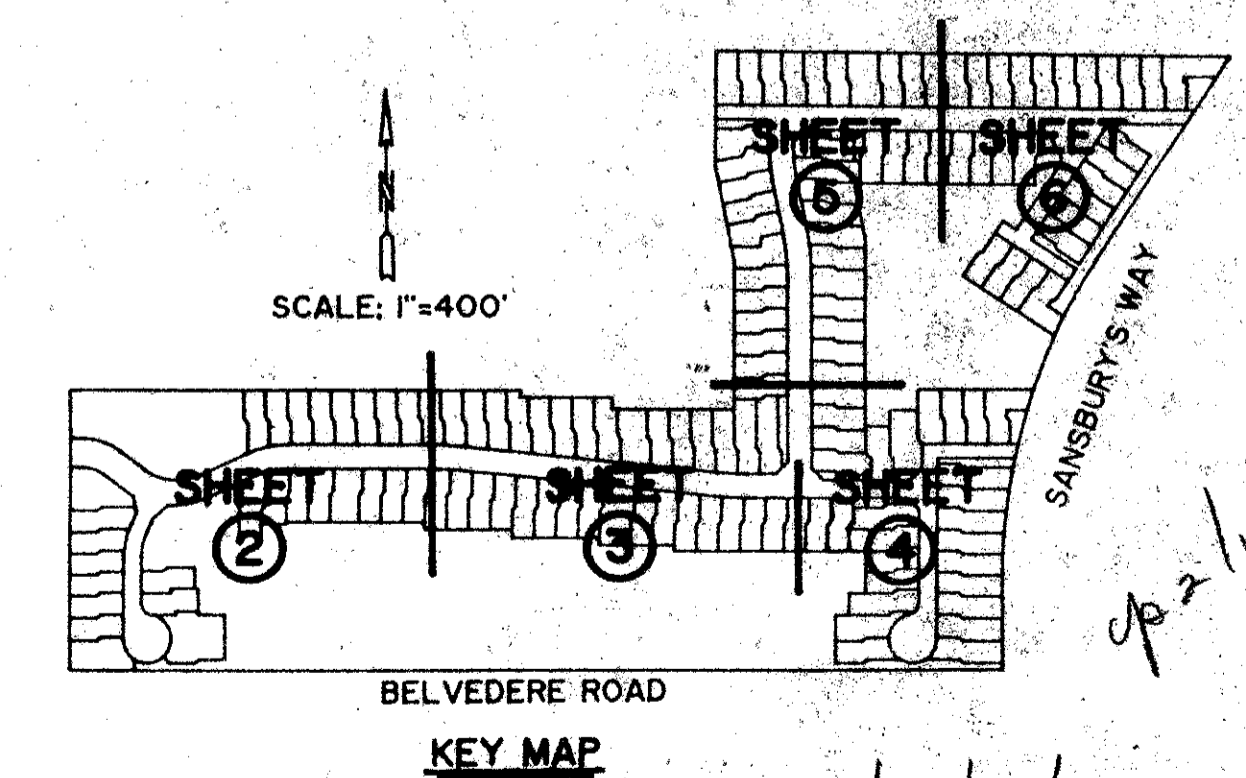 SHEET
5
SHEET
6
N
SCALE: 1"=400'
SANSBURY'S WAY
SHEET
2
SHEET
3
SHEET
4
BELVEDERE ROAD
KEY MAP